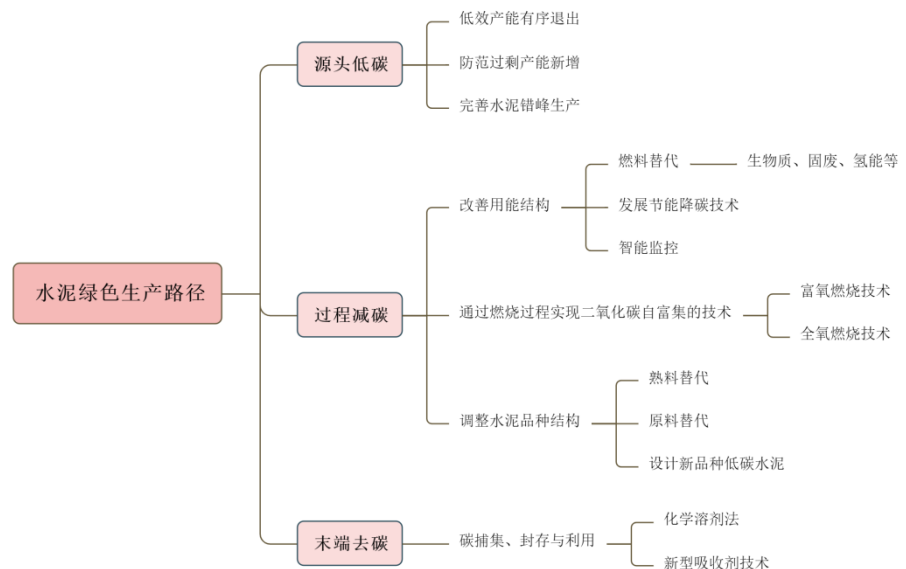 水泥绿色生产路径
源头低碳
低效产能有序退出
防范过剩产能新增
完善水泥错峰生产
过程减碳
改善用能结构
燃料替代
生物质、固废、氢能等
发展节能降碳技术
智能监控
通过燃烧过程实现二氧化碳自富集的技术
富氧燃烧技术
全氧燃烧技术
调整水泥品种结构
熟料替代
原料替代
设计新品种低碳水泥
末端去碳
碳捕集、封存与利用
化学溶剂法
新型吸收剂技术